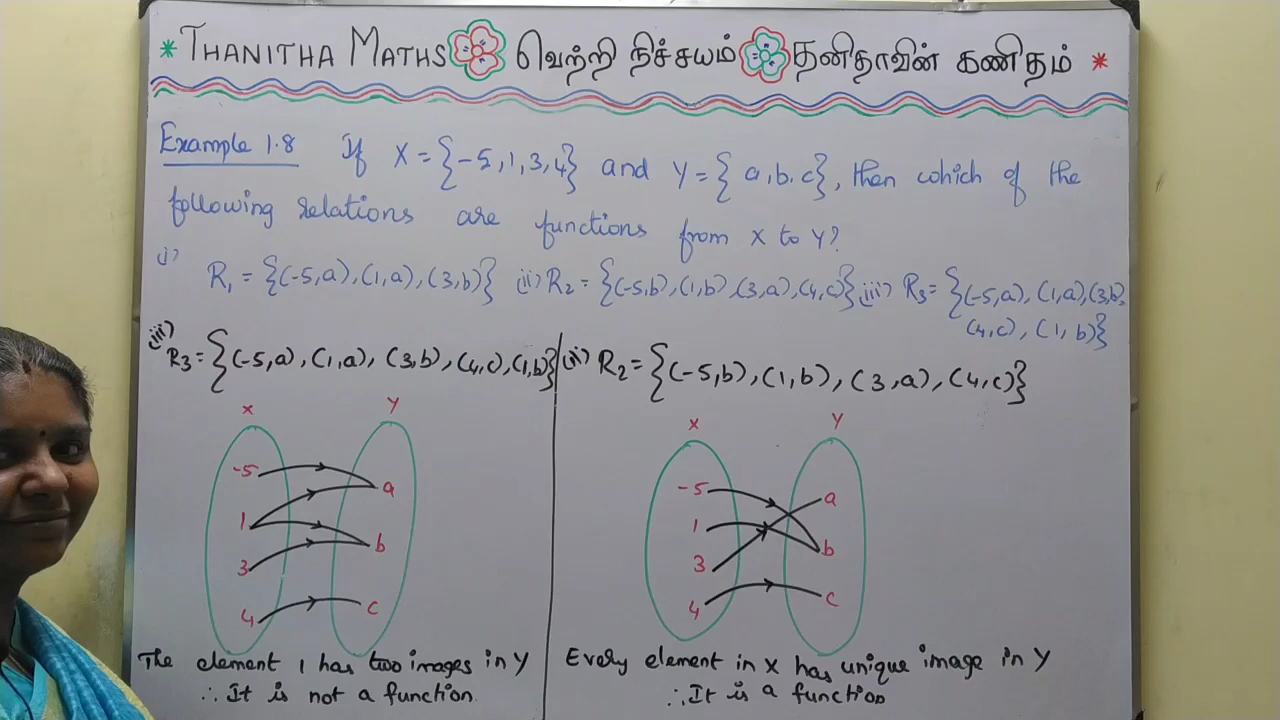 * THANITHA MATHS வெற்றி நிச்சயம் தனிதாவின் கணிதம் *
Example 1.8 If X = {-5, 1, 3, 4} and Y = { a, b, c}, then which of the
following relations are functions from X to Y?
(i) R₁ = {(-5, a), (1, a), (3, b)} (ii) R₂ = {(-5, b), (1, b), (3, a), (4, c)} (iii) R₃ = {(-5, a), (1, a), (3, b),
(4, c), (1, b)}
(iii) R₃ = {(-5, a), (1, a), (3, b), (4, c), (1, b)}
X Y
-5
a
1
b
3
4 c
The element 1 has two images in Y
∴ It is not a function.
(ii) R₂ = {(-5, b), (1, b), (3, a), (4, c)}
X Y
-5 a
1
b
3
4 c
Every element in X has unique image in Y
∴ It is a function